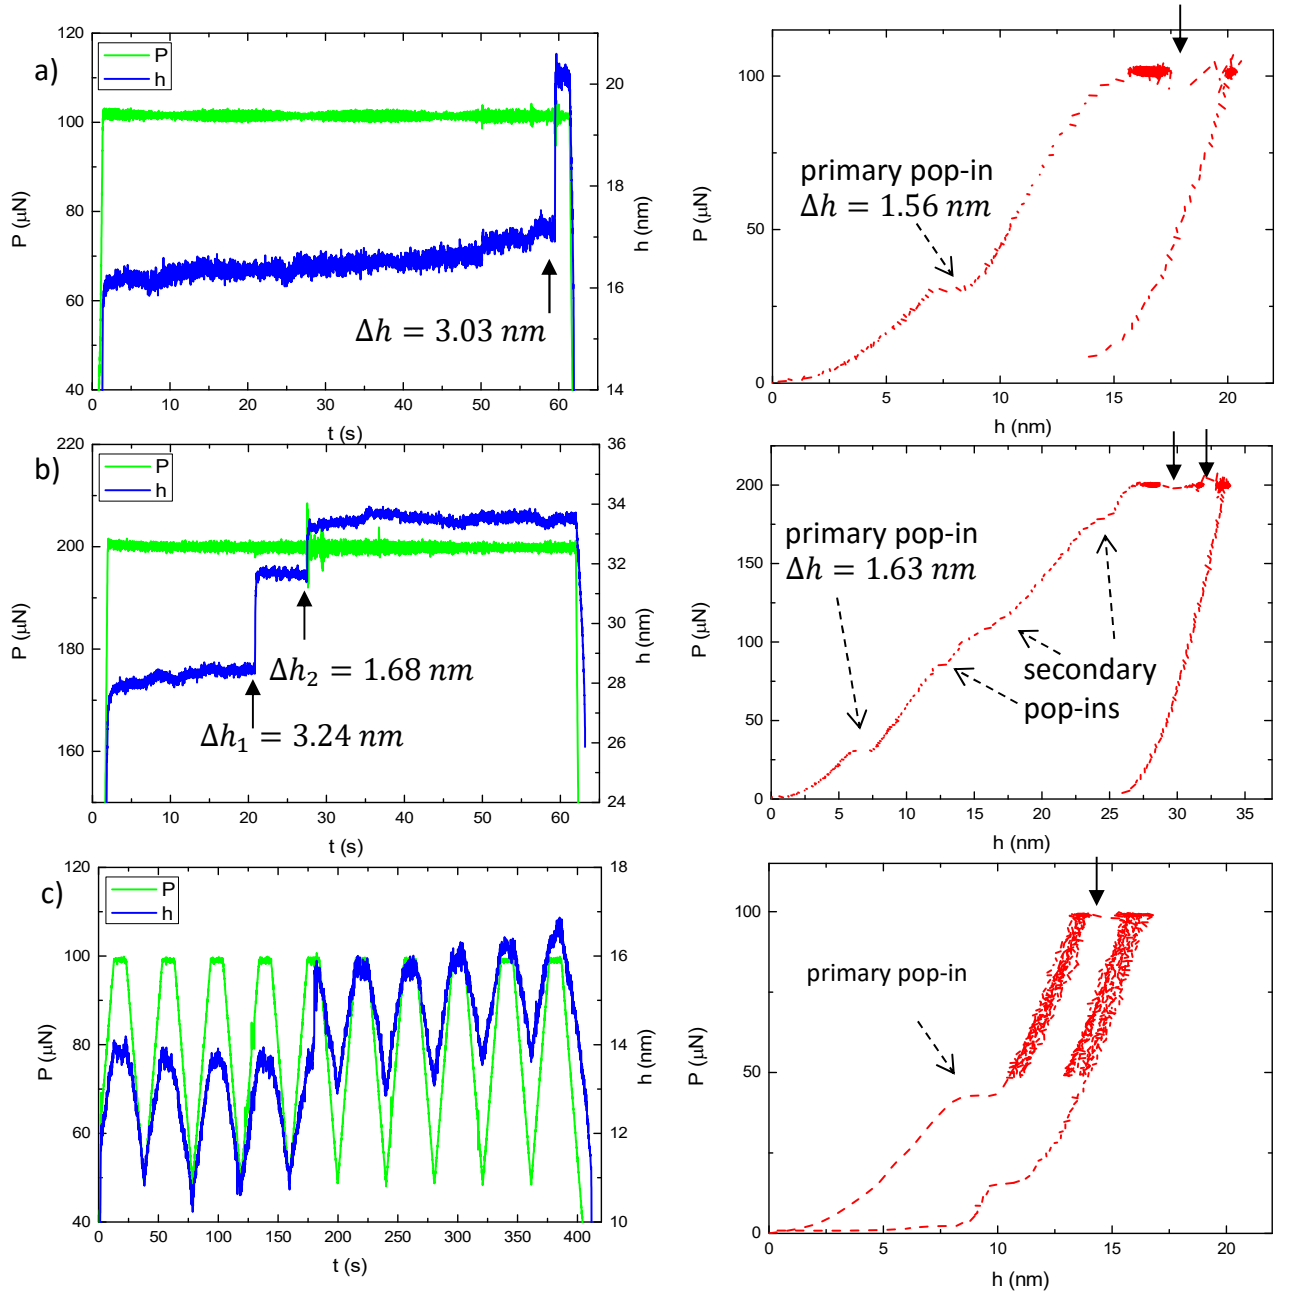 a)
P
h
120
100
80
60
40
P (μN)
20
18
16
14
h (nm)
Δh = 3.03 nm
0 10 20 30 40 50 60
t (s)
primary pop-in
Δh = 1.56 nm
100
50
0
P (μN)
0 5 10 15 20
h (nm)
b)
P
h
220
200
180
160
P (μN)
36
34
32
30
28
26
24
h (nm)
Δh₂ = 1.68 nm
Δh₁ = 3.24 nm
0 10 20 30 40 50 60
t (s)
primary pop-in
Δh = 1.63 nm
secondary
pop-ins
200
150
100
50
0
P (μN)
0 5 10 15 20 25 30 35
h (nm)
c)
P
h
120
100
80
60
40
P (μN)
18
16
14
12
10
h (nm)
0 50 100 150 200 250 300 350 400
t (s)
primary pop-in
100
50
0
P (μN)
0 5 10 15 20
h (nm)